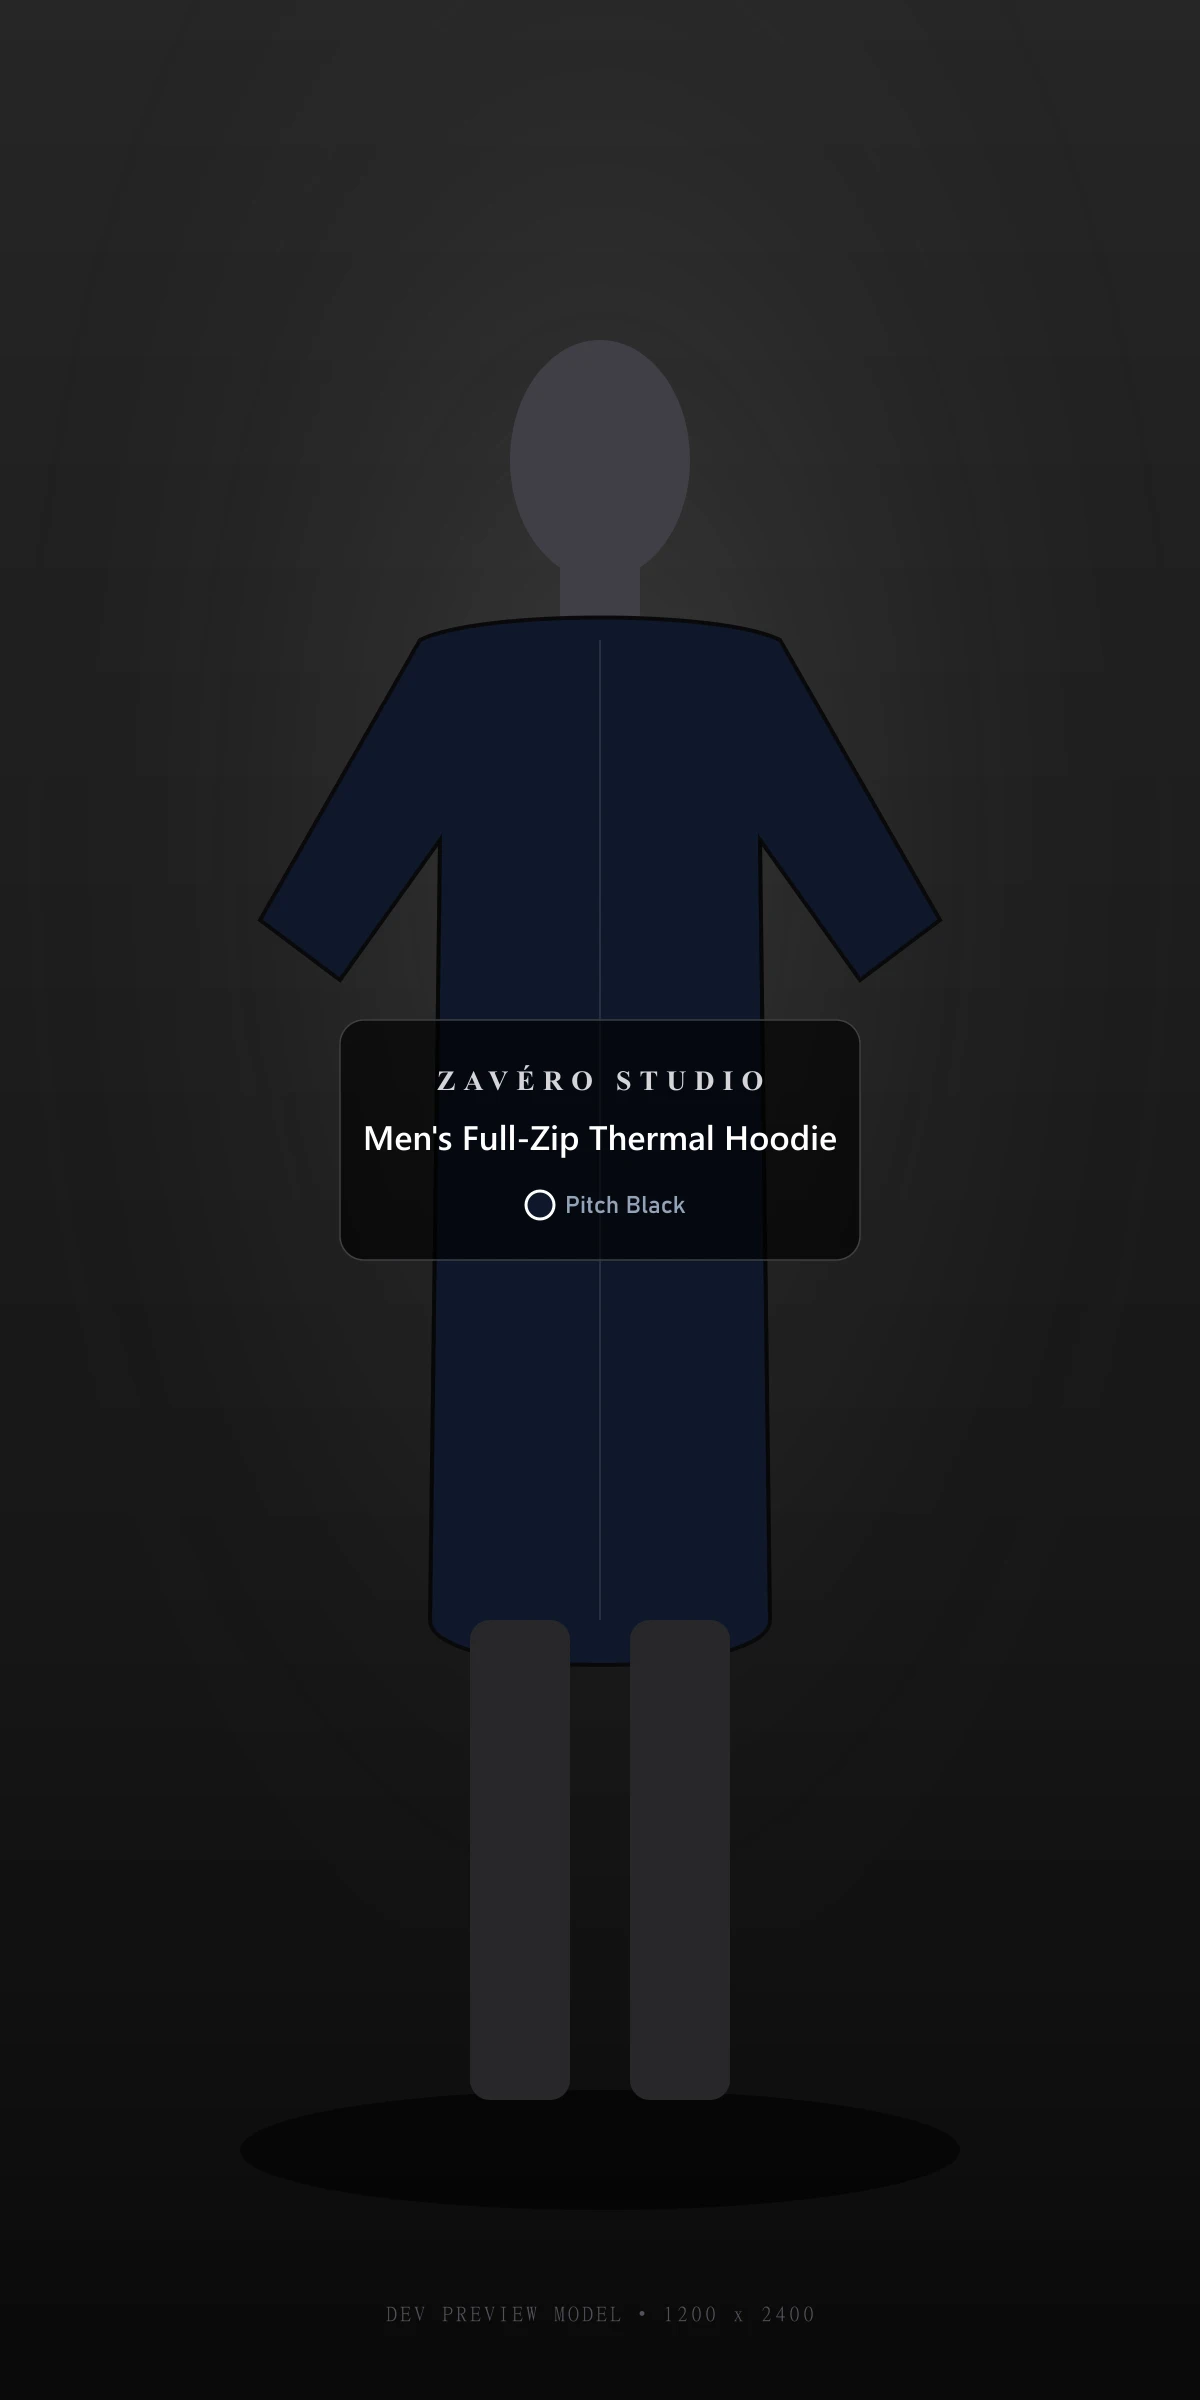 ZAVÉRO STUDIO
Men's Full-Zip Thermal Hoodie
Pitch Black
DEV PREVIEW MODEL • 1200 x 2400